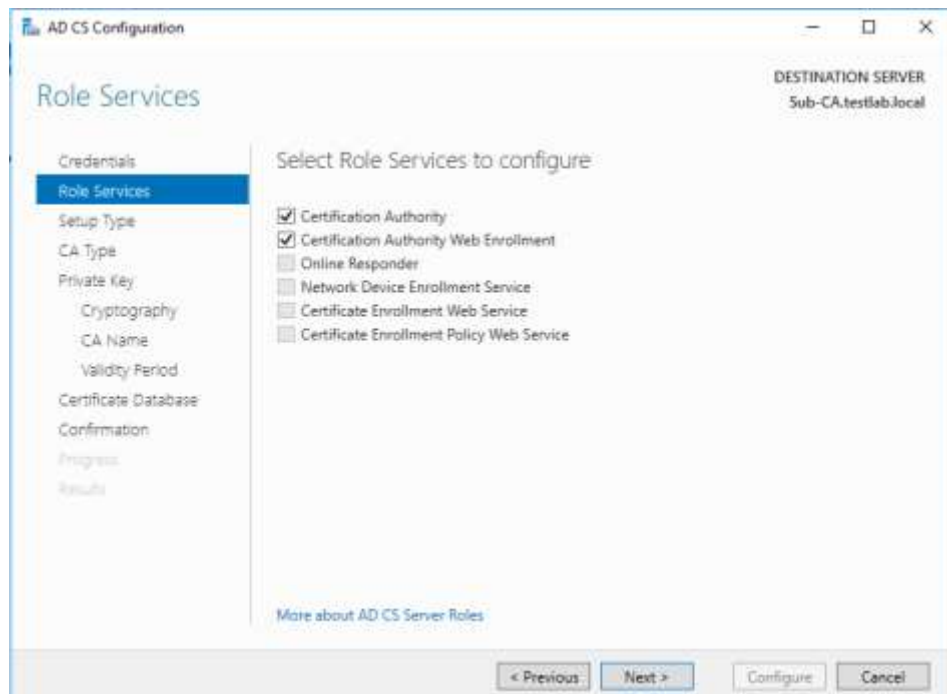 AD CS Configuration
Role Services
DESTINATION SERVER
Sub-CA.testlab.local
Credentials
Role Services
Setup Type
CA Type
Private Key
Cryptography
CA Name
Validity Period
Certificate Database
Confirmation
Progress
Results
Select Role Services to configure
Certification Authority
Certification Authority Web Enrollment
Online Responder
Network Device Enrollment Service
Certificate Enrollment Web Service
Certificate Enrollment Policy Web Service
More about AD CS Server Roles
< Previous
Next >
Configure
Cancel